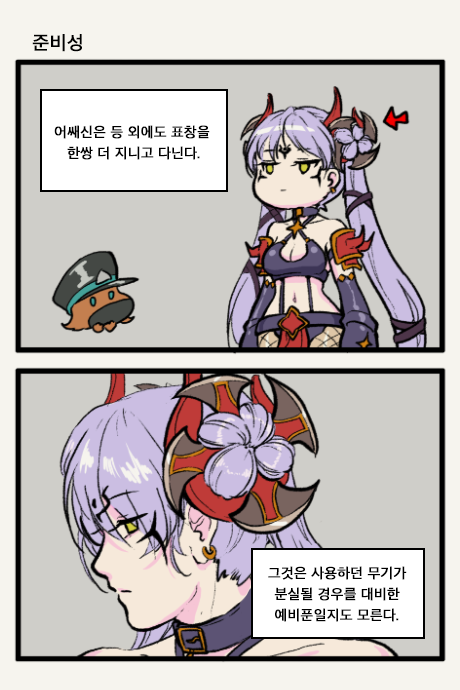 준비성
어쌔신은 등 외에도 표창을
한쌍 더 지니고 다닌다.
그것은 사용하던 무기가
분실될 경우를 대비한
예비푼일지도 모른다.